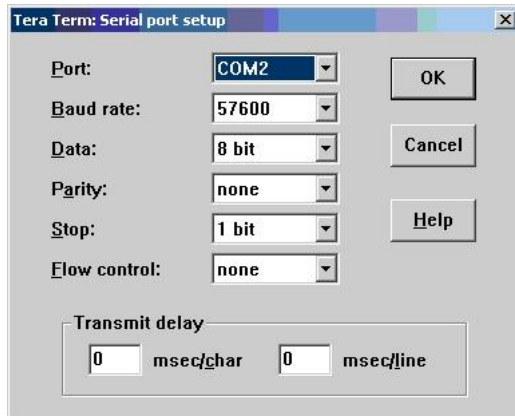 Tera Term: Serial port setup
Port: COM2
OK
Baud rate: 57600
Data: 8 bit
Cancel
Parity: none
Stop: 1 bit
Help
Flow control: none
Transmit delay
0 msec/char 0 msec/line